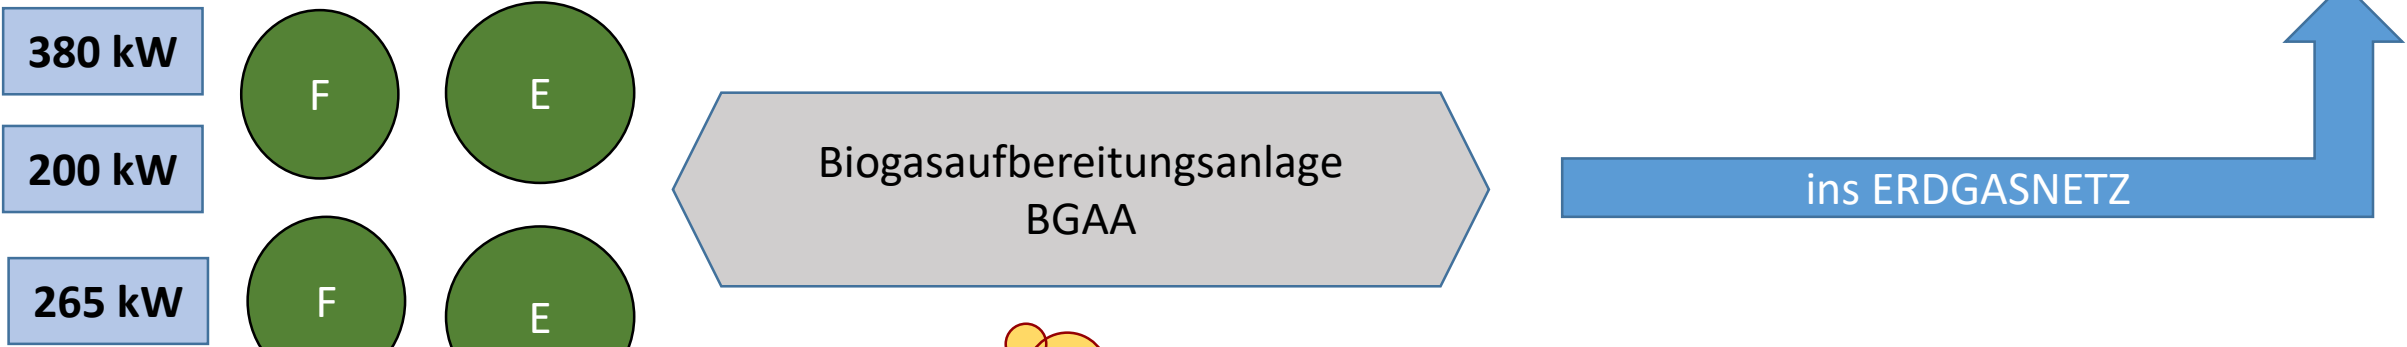 380 kW
F
E
200 kW
Biogasaufbereitungsanlage
BGAA
ins ERDGASNETZ
265 kW
F
E